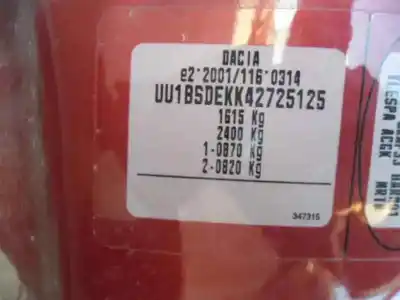 DACIA
e2*2001/116*0314
UU1BSDEKK42725125
1615 Kg
2400 Kg
1-0870 Kg
2-0820 Kg
347315